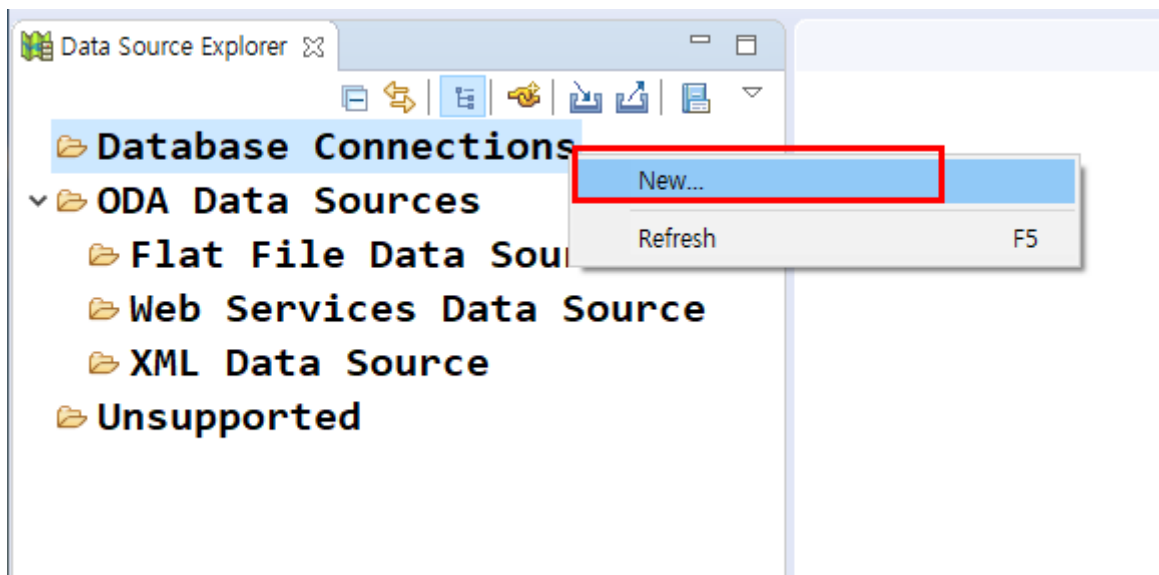 Data Source Explorer
Database Connections
New...
ODA Data Sources
Refresh F5
Flat File Data Sou
Web Services Data Source
XML Data Source
Unsupported